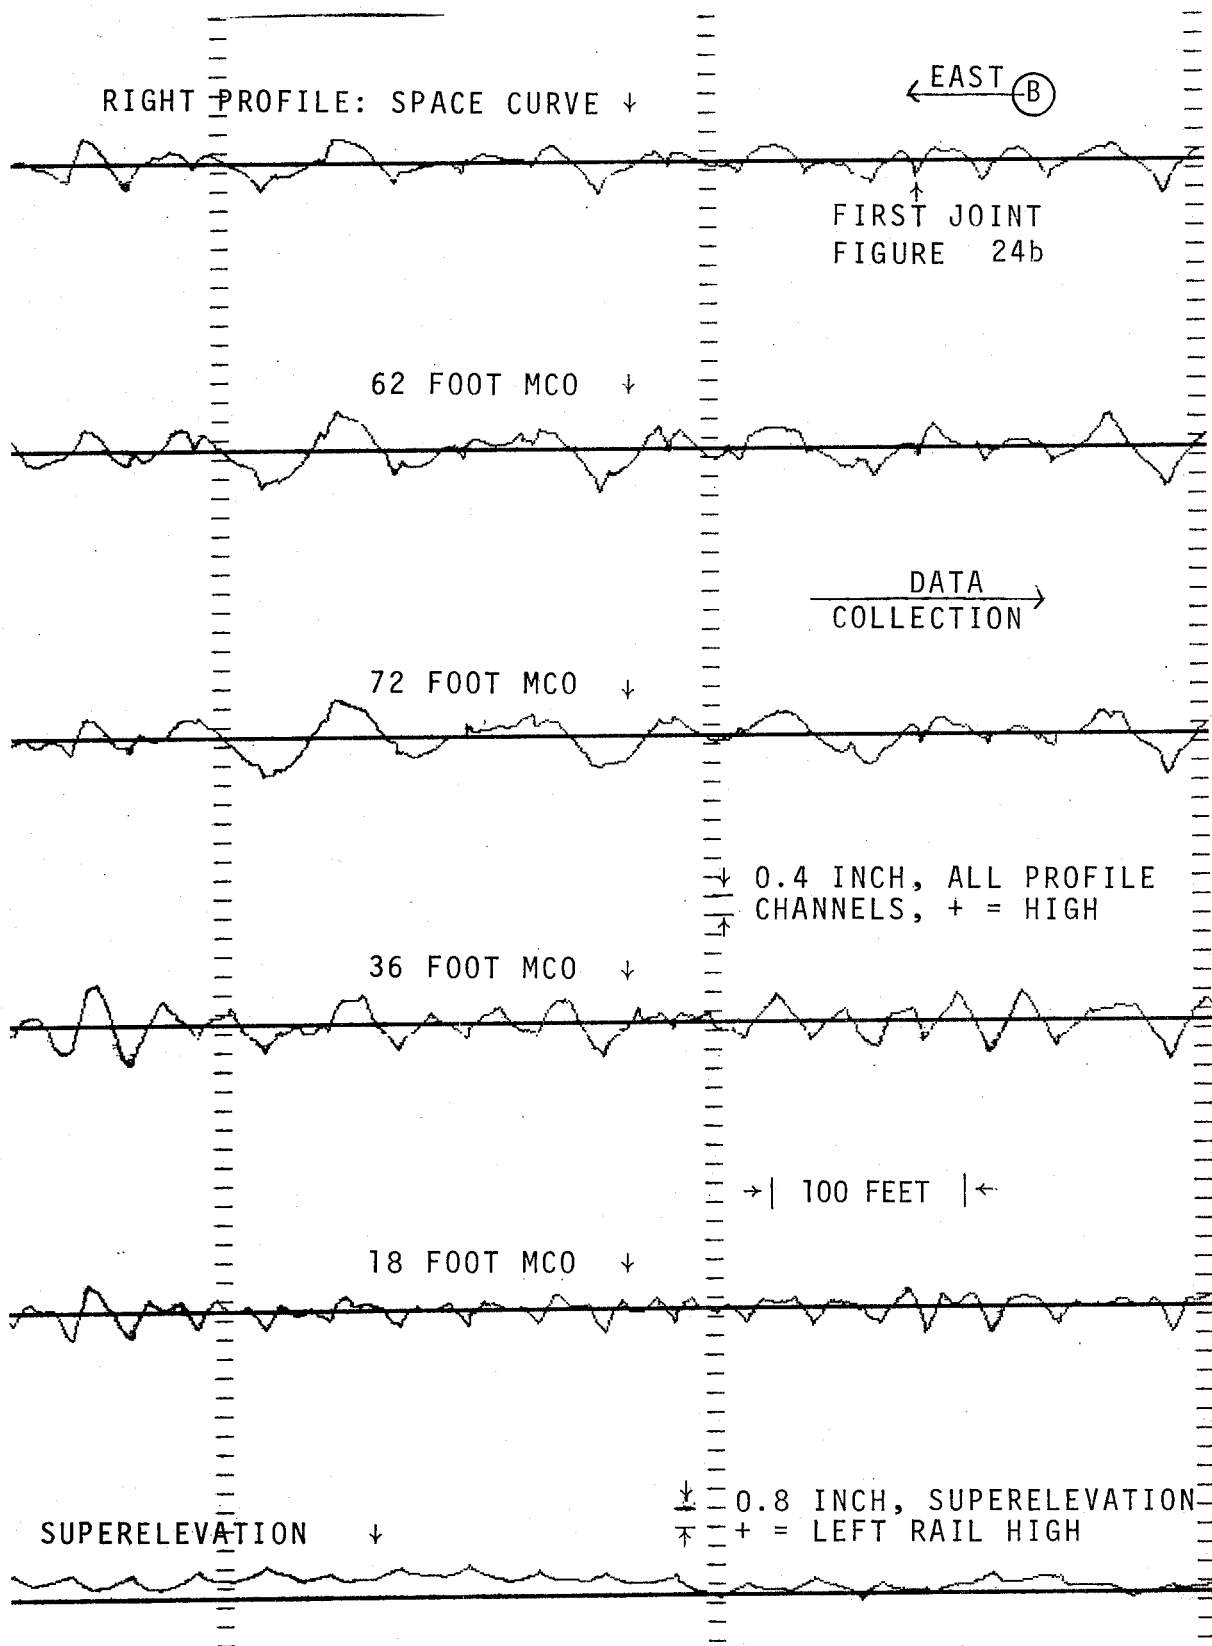 EAST B
RIGHT PROFILE: SPACE CURVE ↓
FIRST JOINT
FIGURE 24b
62 FOOT MCO ↓
DATA
COLLECTION
72 FOOT MCO ↓
0.4 INCH, ALL PROFILE
CHANNELS, + = HIGH
36 FOOT MCO ↓
100 FEET
18 FOOT MCO ↓
0.8 INCH, SUPERELEVATION
+ = LEFT RAIL HIGH
SUPERELEVATION ↓